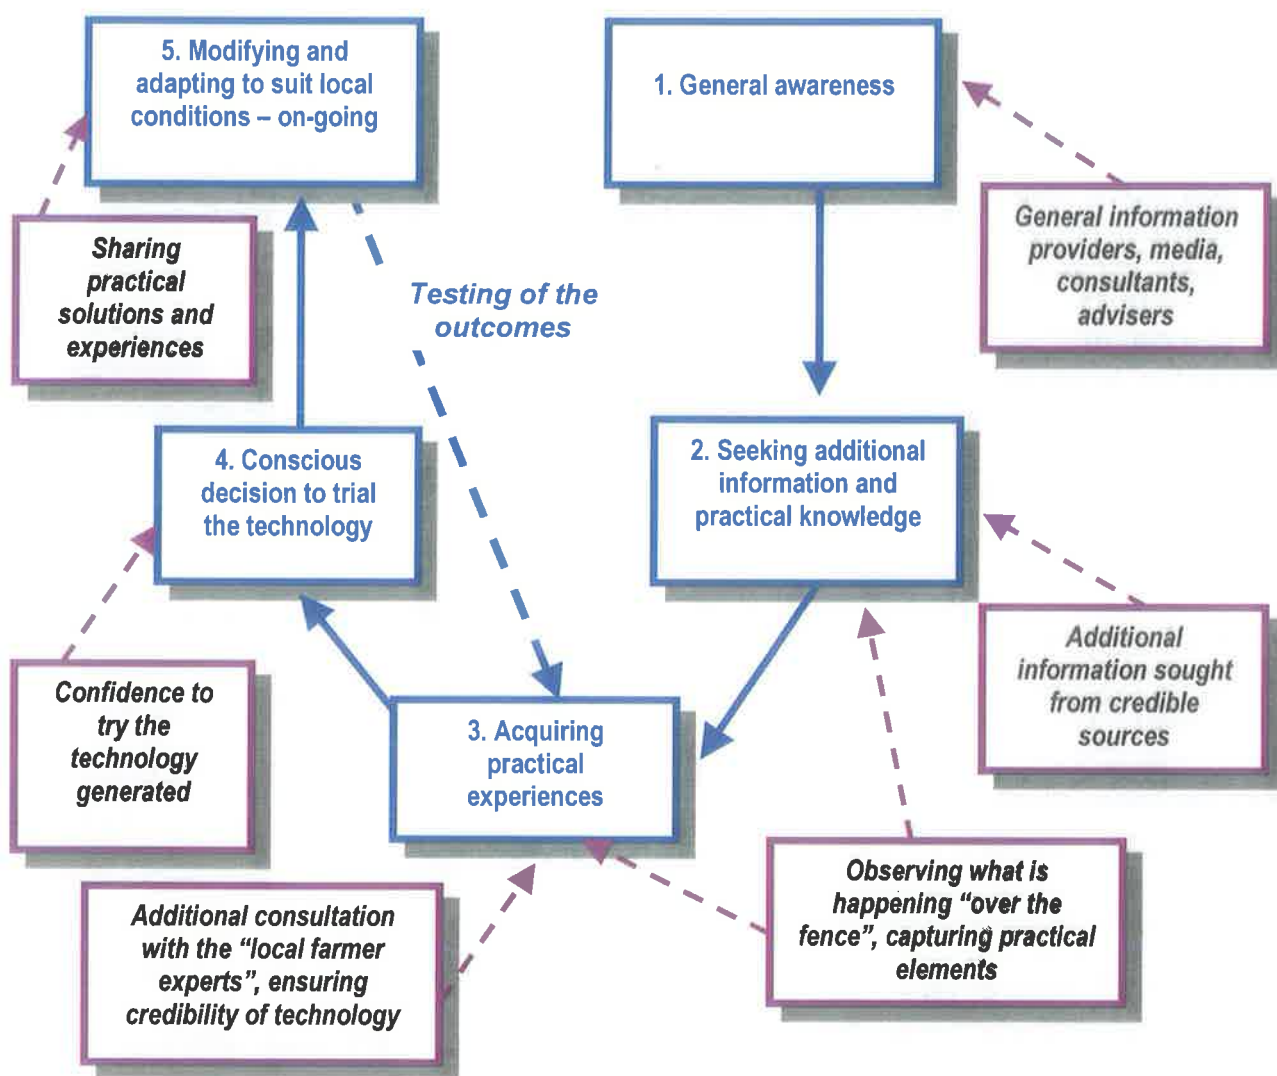 5. Modifying and
adapting to suit local
conditions – on-going
1. General awareness
Sharing
practical
solutions and
experiences
Testing of the
outcomes
General information
providers, media,
consultants,
advisers
4. Conscious
decision to trial
the technology
2. Seeking additional
information and
practical knowledge
Confidence to
try the
technology
generated
3. Acquiring
practical
experiences
Additional
information sought
from credible
sources
Additional consultation
with the “local farmer
experts”, ensuring
credibility of technology
Observing what is
happening “over the
fence”, capturing practical
elements